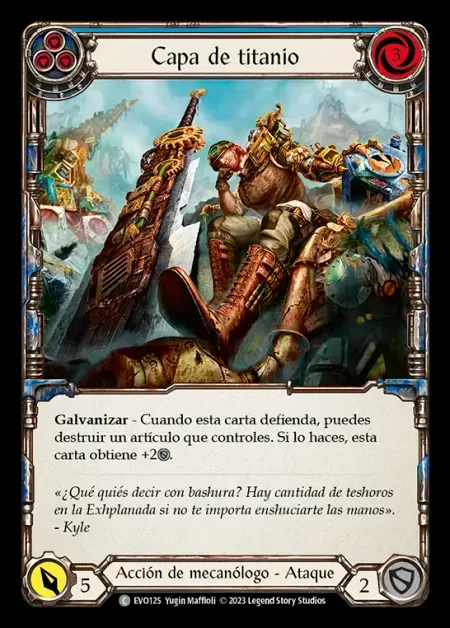 Capa de titanio
3
Galvanizar - Cuando esta carta defienda, puedes
destruir un artículo que controles. Si lo haces, esta
carta obtiene +2.
«¿Qué quiés decir con bashura? Hay cantidad de teshoros
en la Exhplanada si no te importa enshuciarte las manos».
- Kyle
5
Acción de mecanólogo - Ataque
2
C EVO125 Yugin Maffioli © 2023 Legend Story Studios